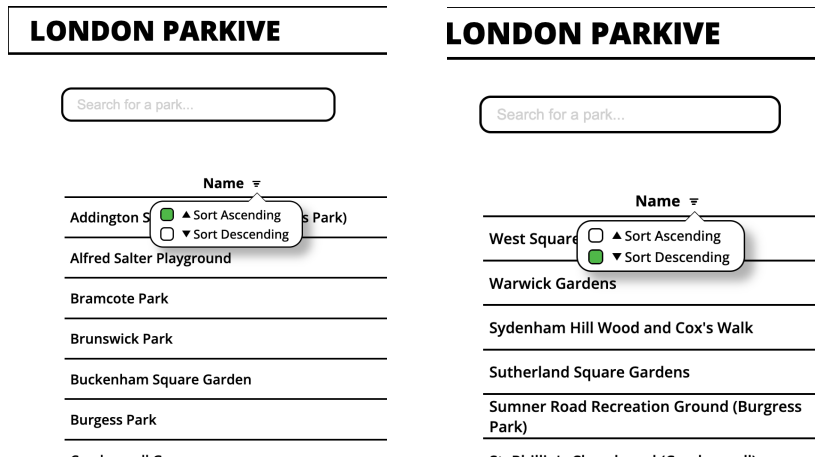 LONDON PARKIVE
Search for a park...
Name
Addington S s Park)
▲ Sort Ascending
▼ Sort Descending
Alfred Salter Playground
Bramcote Park
Brunswick Park
Buckenham Square Garden
Burgess Park
LONDON PARKIVE
Search for a park...
Name
West Square
▲ Sort Ascending
▼ Sort Descending
Warwick Gardens
Sydenham Hill Wood and Cox's Walk
Sutherland Square Gardens
Sumner Road Recreation Ground (Burgress
Park)